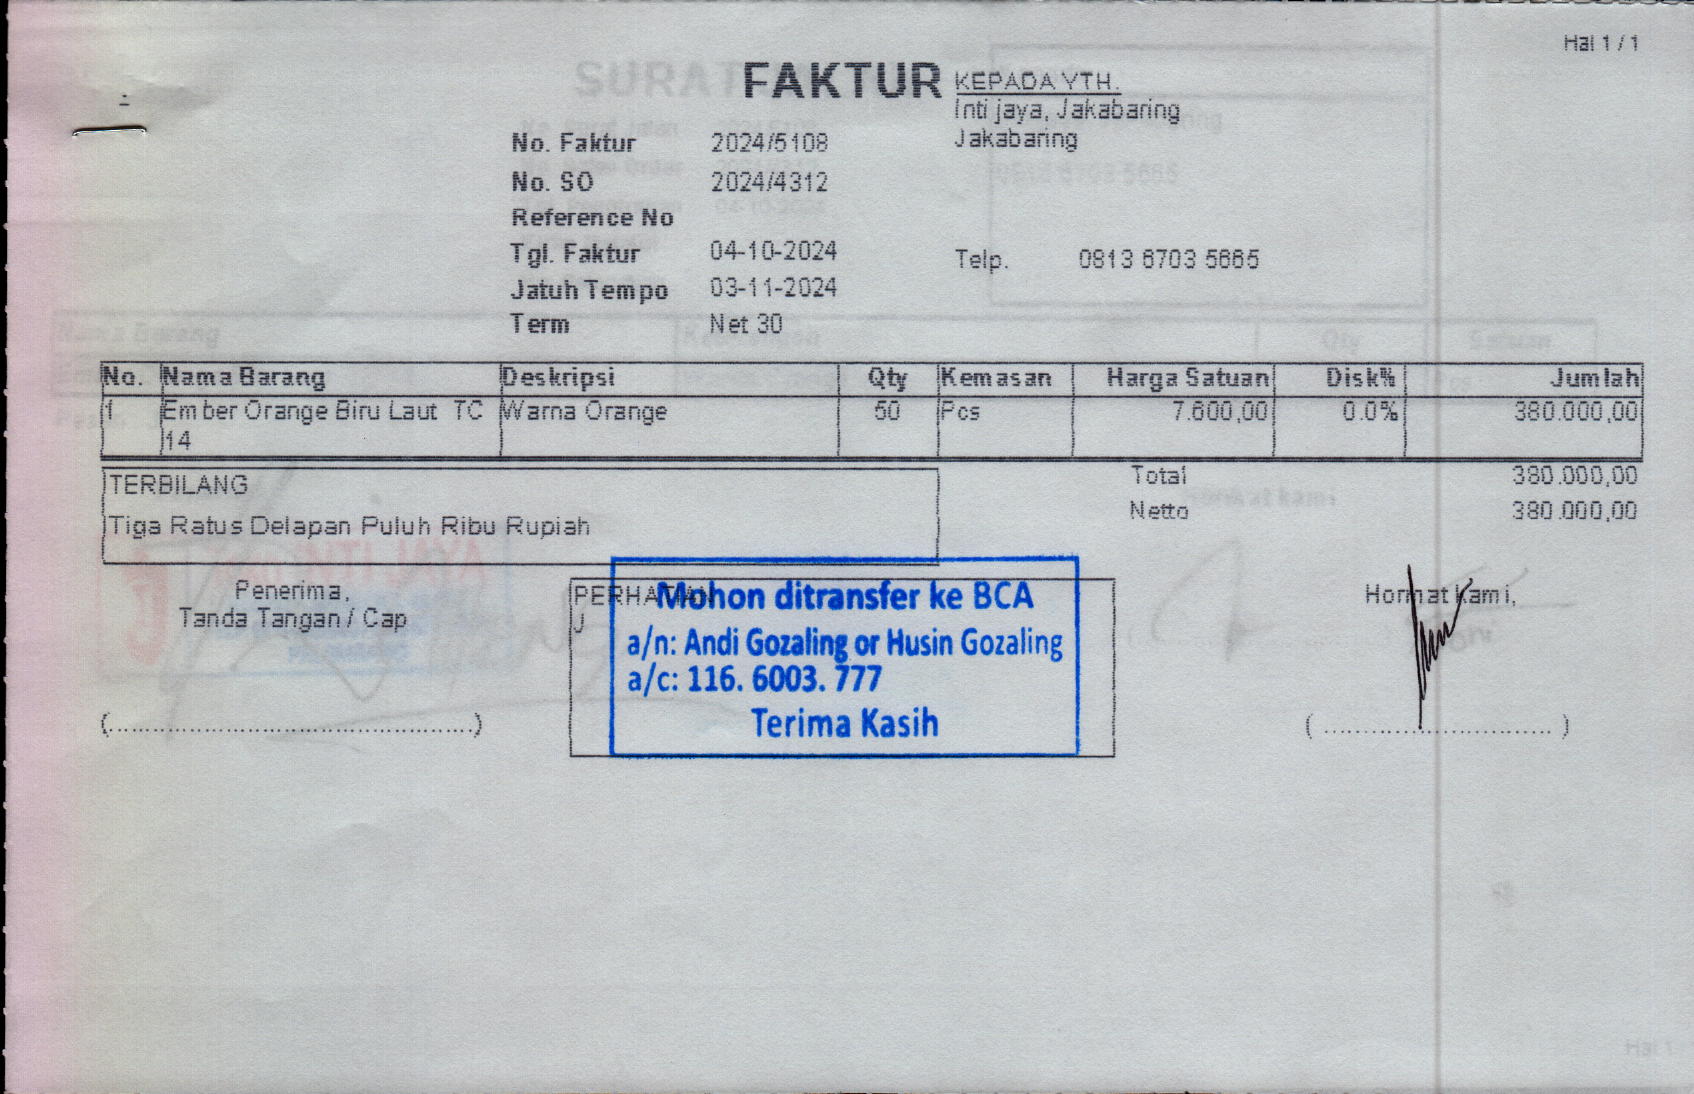 Hal 1 / 1
FAKTUR
KEPADA YTH.
Inti jaya, Jakabaring
Jakabaring
No. Faktur 2024/5108
No. SO 2024/4312
Reference No
Tgl. Faktur 04-10-2024
Telp. 0813 6703 5665
Jatuh Tempo 03-11-2024
Term Net 30
No. Nama Barang Deskripsi Qty Kemasan Harga Satuan Disk% Jumlah
1 Ember Orange Biru Laut TC Warna Orange 50 Pcs 7.600,00 0.0% 380.000,00
14
TERBILANG
Tiga Ratus Delapan Puluh Ribu Rupiah
Total 380.000,00
Netto 380.000,00
Penerima,
Tanda Tangan / Cap
PERHATIAN
J
Mohon ditransfer ke BCA
a/n: Andi Gozaling or Husin Gozaling
a/c: 116. 6003. 777
Terima Kasih
Hormat Kami,
(................................................)
( ............................ )